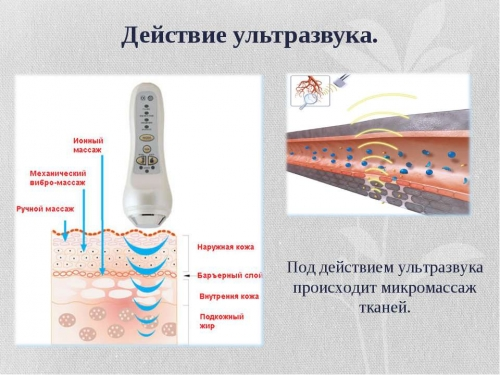 Действие ультразвука.
Ионный
массаж
Механический
вибро-массаж
Ручной массаж
Наружная кожа
Барьерный слой
Внутрення кожа
Подкожный
жир
Под действием ультразвука
происходит микромассаж
тканей.